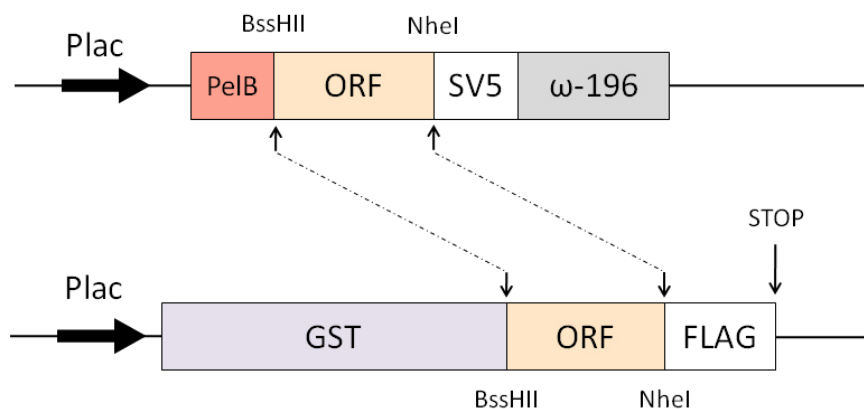 BssHII NheI
Plac
PelB ORF SV5 ω-196
STOP
Plac
GST ORF FLAG
BssHII NheI